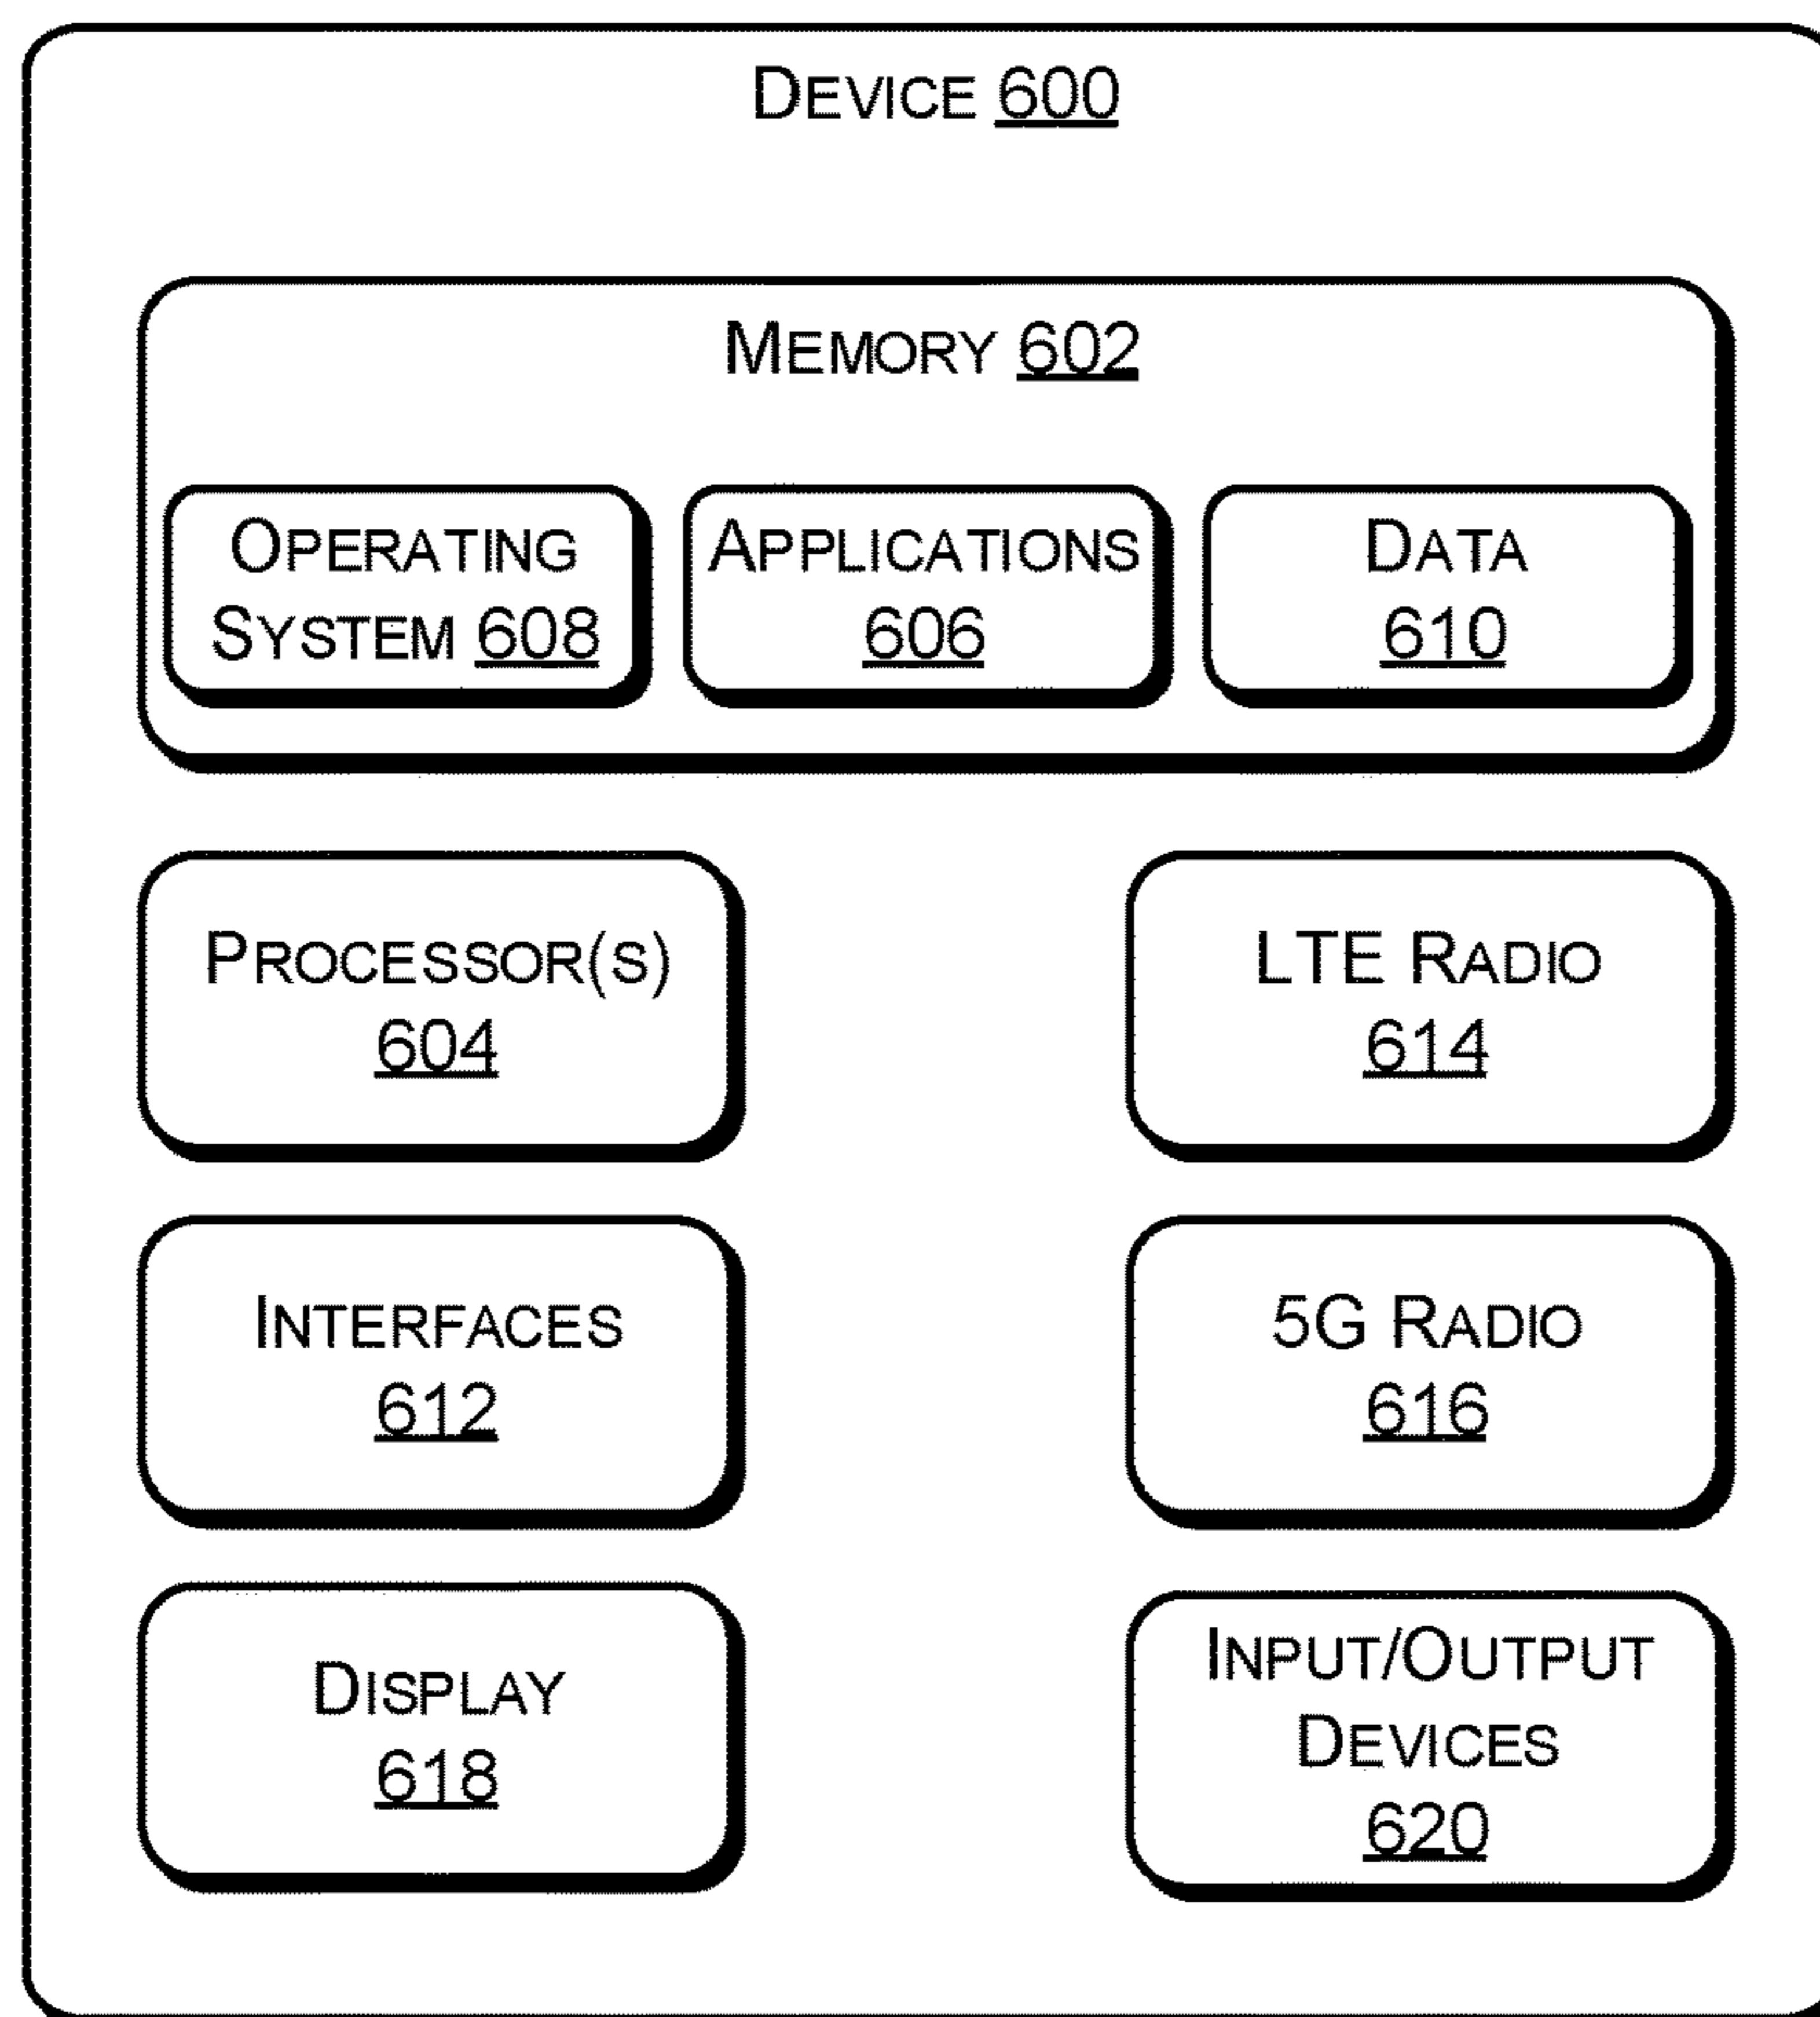 DEVICE 600
MEMORY 602
OPERATING
SYSTEM 608
APPLICATIONS
606
DATA
610
PROCESSOR(S)
604
LTE RADIO
614
INTERFACES
612
5G RADIO
616
DISPLAY
618
INPUT/OUTPUT
DEVICES
620